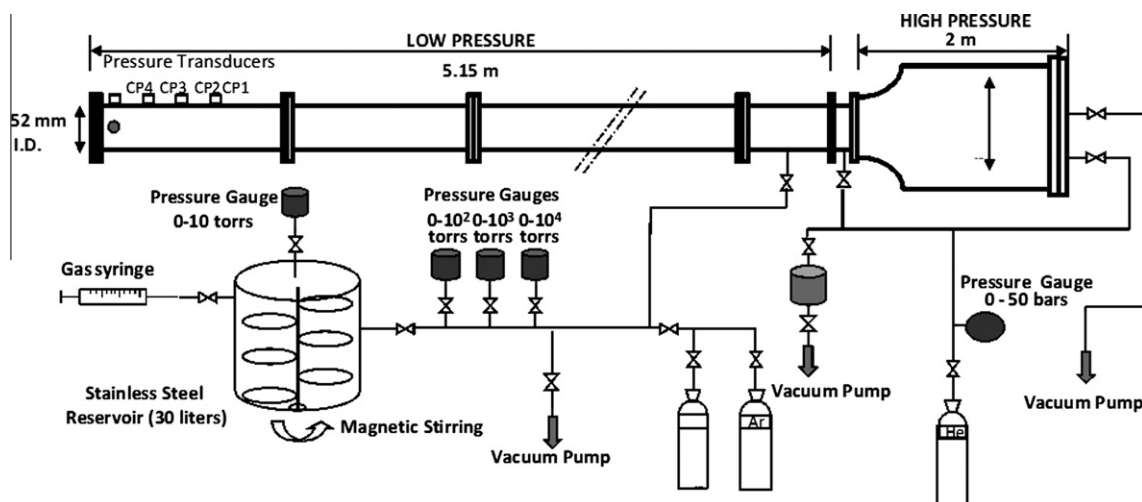 HIGH PRESSURE
2 m
LOW PRESSURE
5.15 m
Pressure Transducers
CP4 CP3 CP2 CP1
52 mm
I.D.
Pressure Gauge
0-10 torrs
Pressure Gauges
0-10² 0-10³ 0-10⁴
torrs torrs torrs
Gas syringe
Pressure Gauge
0 - 50 bars
Stainless Steel
Reservoir (30 liters)
Magnetic Stirring
Vacuum Pump
Ar
Vacuum Pump
He
Vacuum Pump